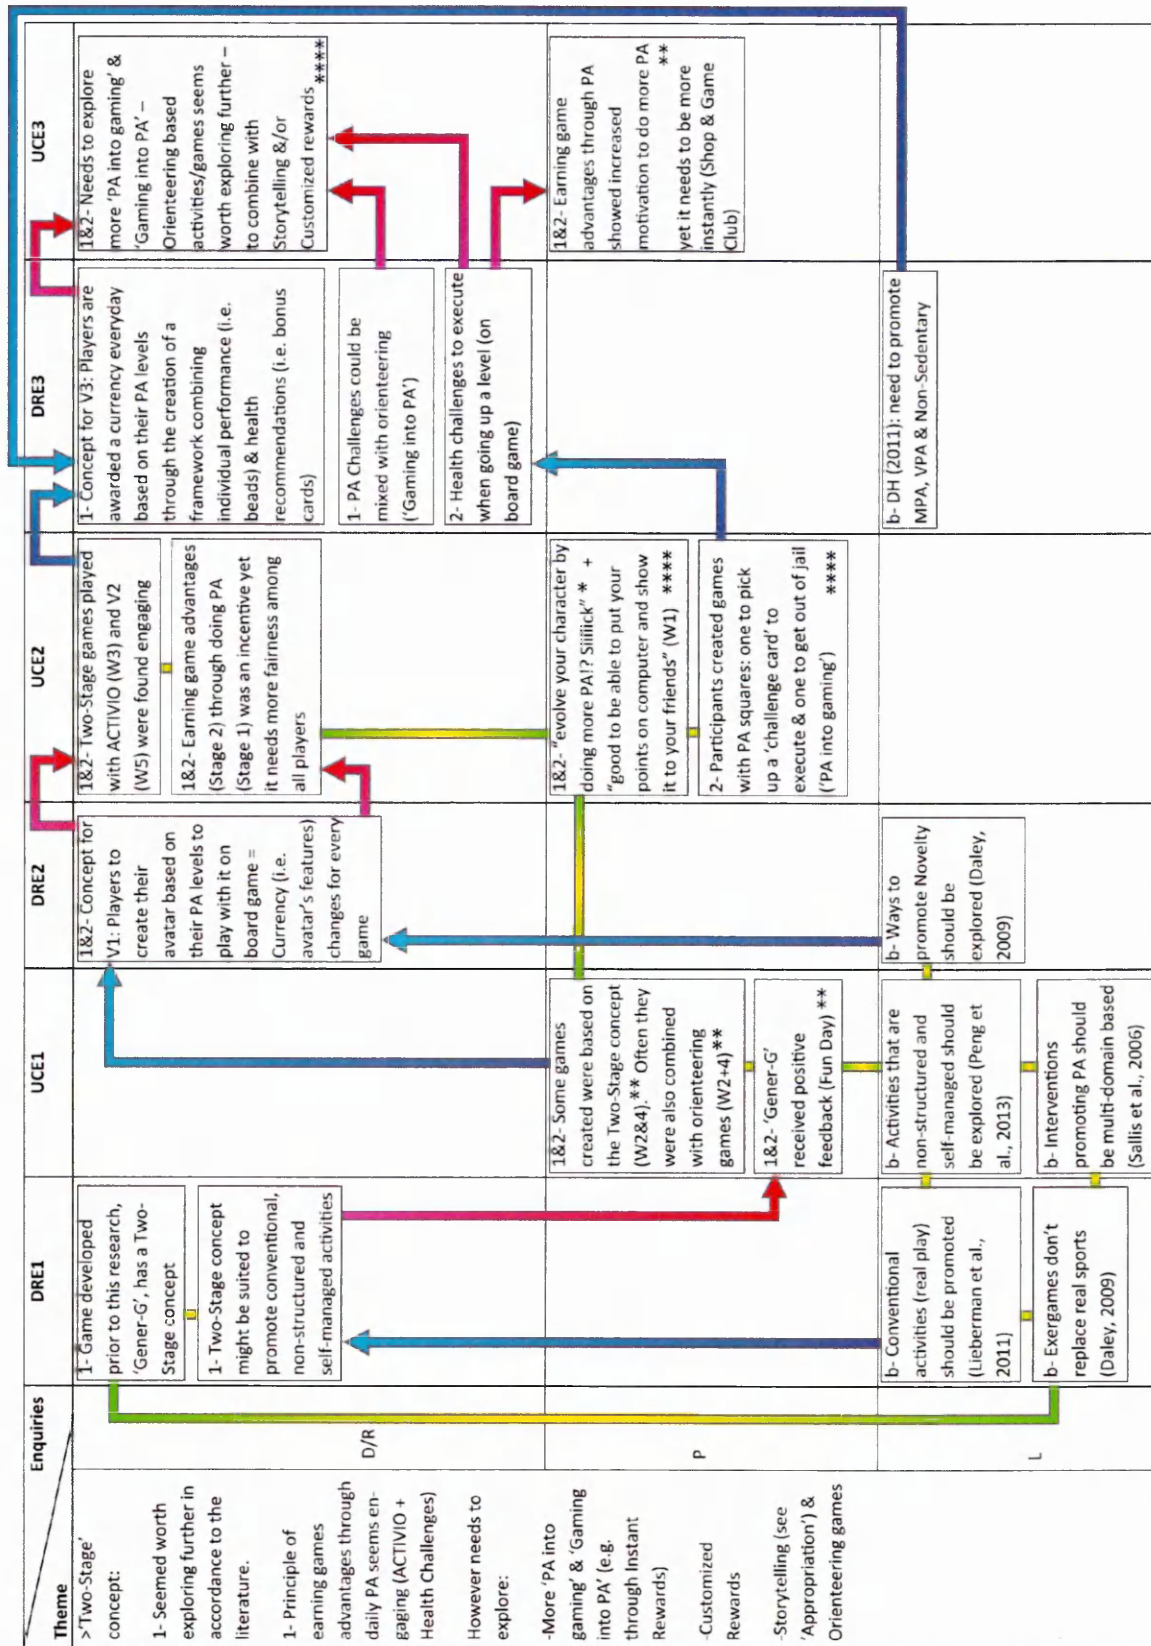 Theme
Enquiries
DRE1
UCE1
DRE2
UCE2
DRE3
UCE3
>'Two-Stage'
concept:
1- Seemed worth
exploring further in
accordance to the
literature.
1- Principle of
earning games
advantages through
daily PA seems en-
gaging (ACTIVIO +
Health Challenges)
However needs to
explore:
-More 'PA into
gaming' & 'Gaming
into PA' (e.g.
through Instant
Rewards)
-Customized
Rewards
-Storytelling (see
'Appropriation') &
Orienteering games
D/R
1- Game developed
prior to this research,
'Gener-G', has a Two-
Stage concept
1- Two-Stage concept
might be suited to
promote conventional,
non-structured and
self-managed activities
1&2- Concept for
V1: Players to
create their
avatar based on
their PA levels to
play with it on
board game =
Currency (i.e.
avatar's features)
changes for every
game
1&2- Two-Stage games played
with ACTIVIO (W3) and V2
(W5) were found engaging
1&2- Earning game advantages
(Stage 2) through doing PA
(Stage 1) was an incentive yet
it needs more fairness among
all players
1- Concept for V3: Players are
awarded a currency everyday
based on their PA levels
through the creation of a
framework combining
individual performance (i.e.
beads) & health
recommendations (i.e. bonus
cards)
1- PA Challenges could be
mixed with orienteering
('Gaming into PA')
2- Health challenges to execute
when going up a level (on
board game)
1&2- Needs to explore
more 'PA into gaming' &
'Gaming into PA' –
Orienteering based
activities/games seems
worth exploring further –
to combine with
Storytelling &/or
Customized rewards ****
P
1&2- Some games
created were based on
the Two-Stage concept
(W2&4).** Often they
were also combined
with orienteering
games (W2+4)**
1&2- 'Gener-G'
received positive
feedback (Fun Day) **
1&2- "evolve your character by
doing more PA!? Siiiiick" * +
"good to be able to put your
points on computer and show
it to your friends" (W1) ****
2- Participants created games
with PA squares: one to pick
up a 'challenge card' to
execute & one to get out of jail
('PA into gaming') ****
1&2- Earning game
advantages through PA
showed increased
motivation to do more PA
**
yet it needs to be more
instantly (Shop & Game
Club)
L
b- Conventional
activities (real play)
should be promoted
(Lieberman et al.,
2011)
b- Exergames don't
replace real sports
(Daley, 2009)
b- Activities that are
non-structured and
self-managed should
be explored (Peng et
al., 2013)
b- Interventions
promoting PA should
be multi-domain based
(Sallis et al., 2006)
b- Ways to
promote Novelty
should be
explored (Daley,
2009)
b- DH (2011): need to promote
MPA, VPA & Non-Sedentary